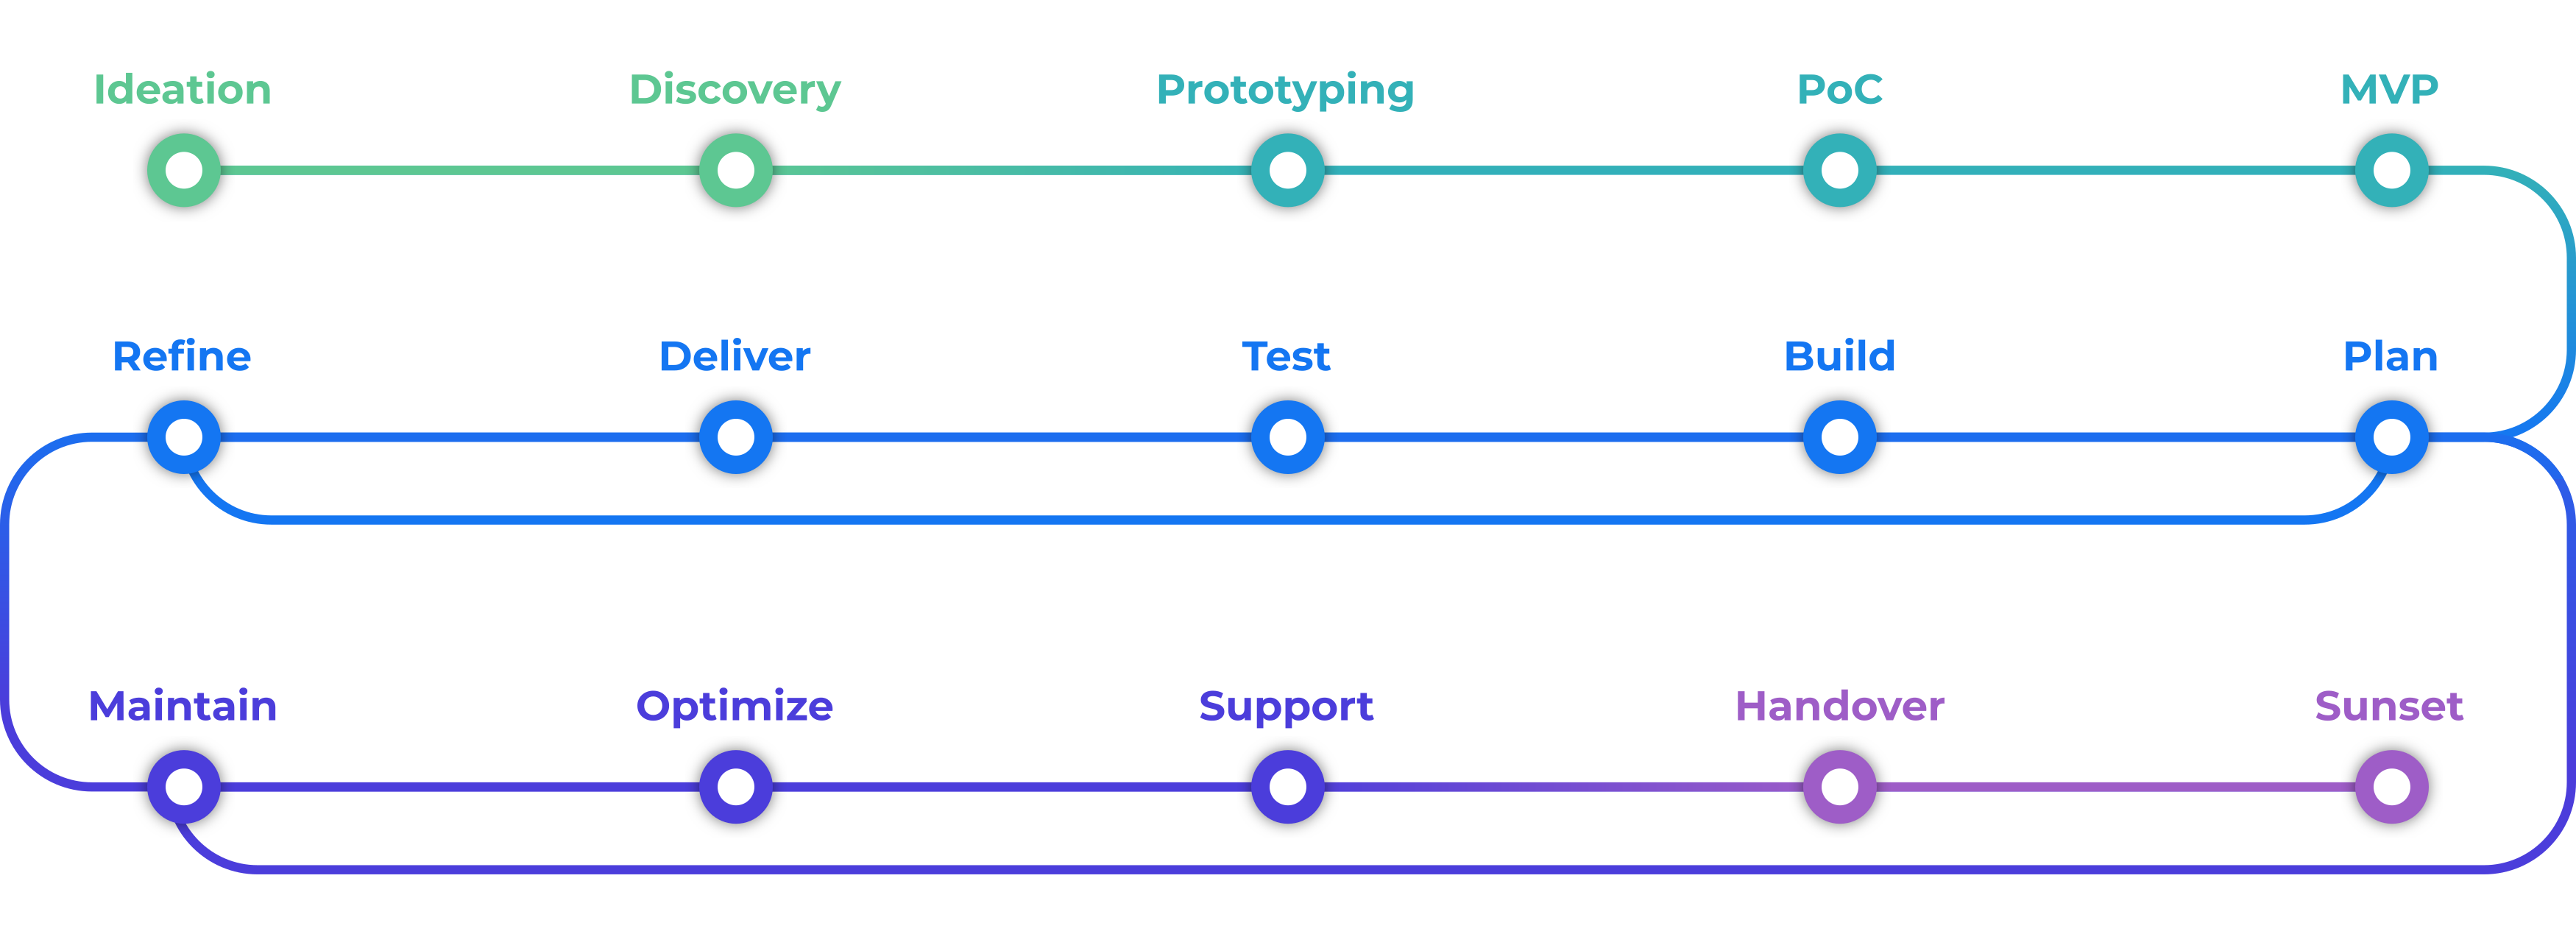 Ideation
Discovery
Prototyping
PoC
MVP
Refine
Deliver
Test
Build
Plan
Maintain
Optimize
Support
Handover
Sunset